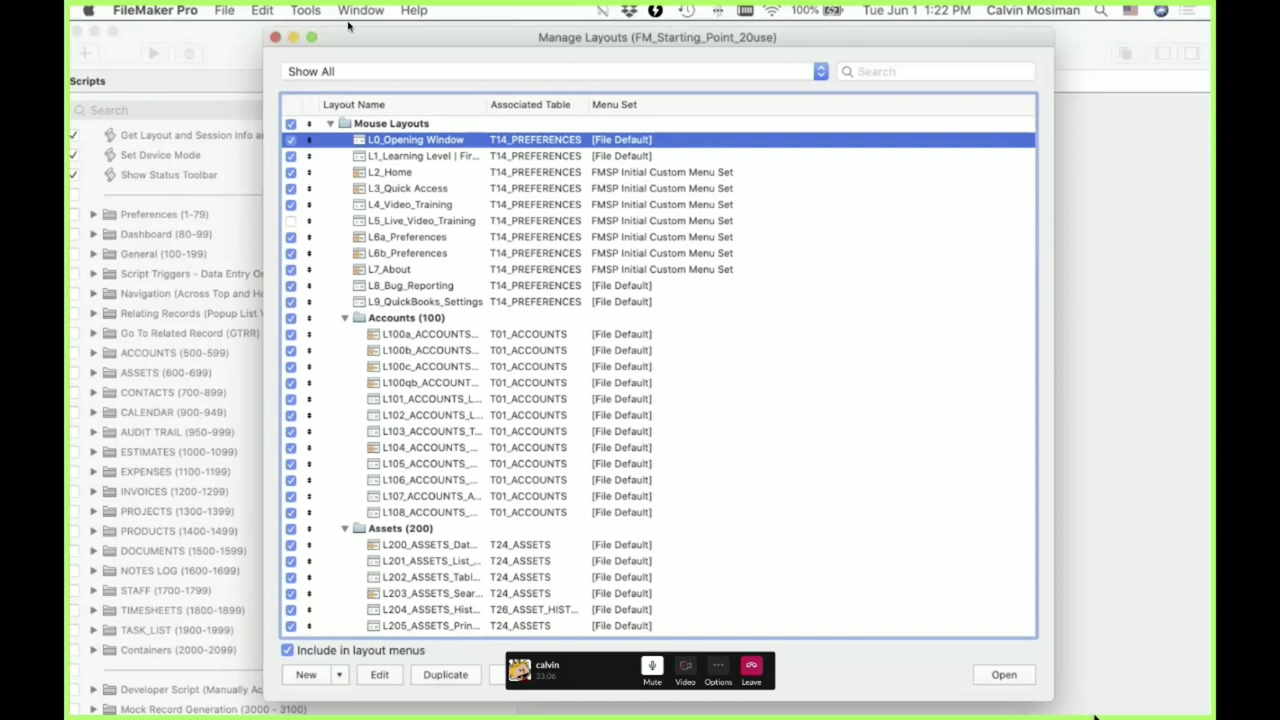 FileMaker Pro File Edit Tools Window Help 100% Tue Jun 1 1:22 PM Calvin Mosiman
Manage Layouts (FM_Starting_Point_20use)
Show All
Search
Scripts
Search
Get Layout and Session Info
Set Device Mode
Show Status Toolbar
Preferences (1-79)
Dashboard (80-99)
General (100-199)
Script Triggers - Data Entry
Navigation (Across Top and
Relating Records (Popup List
Go To Related Record (GTRR)
ACCOUNTS (500-599)
ASSETS (600-699)
CONTACTS (700-899)
CALENDAR (900-949)
AUDIT TRAIL (950-999)
ESTIMATES (1000-1099)
EXPENSES (1100-1199)
INVOICES (1200-1299)
PROJECTS (1300-1399)
PRODUCTS (1400-1499)
DOCUMENTS (1500-1599)
NOTES LOG (1600-1699)
STAFF (1700-1799)
TIMESHEETS (1800-1899)
TASK_LIST (1900-1999)
Containers (2000-2099)
Developer Script (Manually
Mock Record Generation (3000 - 3100)
Layout Name Associated Table Menu Set
Mouse Layouts
L0_Opening Window T14_PREFERENCES [File Default]
L1_Learning Level | Fir... T14_PREFERENCES [File Default]
L2_Home T14_PREFERENCES FMSP Initial Custom Menu Set
L3_Quick Access T14_PREFERENCES FMSP Initial Custom Menu Set
L4_Video_Training T14_PREFERENCES FMSP Initial Custom Menu Set
L5_Live_Video_Training T14_PREFERENCES FMSP Initial Custom Menu Set
L6a_Preferences T14_PREFERENCES FMSP Initial Custom Menu Set
L6b_Preferences T14_PREFERENCES FMSP Initial Custom Menu Set
L7_About T14_PREFERENCES FMSP Initial Custom Menu Set
L8_Bug_Reporting T14_PREFERENCES [File Default]
L9_QuickBooks_Settings T14_PREFERENCES [File Default]
Accounts (100)
L100a_ACCOUNTS... T01_ACCOUNTS [File Default]
L100b_ACCOUNTS... T01_ACCOUNTS [File Default]
L100c_ACCOUNTS... T01_ACCOUNTS [File Default]
L100qb_ACCOUNT... T01_ACCOUNTS [File Default]
L101_ACCOUNTS_L... T01_ACCOUNTS [File Default]
L102_ACCOUNTS_L... T01_ACCOUNTS [File Default]
L103_ACCOUNTS_T... T01_ACCOUNTS [File Default]
L104_ACCOUNTS_... T01_ACCOUNTS [File Default]
L105_ACCOUNTS_... T01_ACCOUNTS [File Default]
L106_ACCOUNTS_... T01_ACCOUNTS [File Default]
L107_ACCOUNTS_A... T01_ACCOUNTS [File Default]
L108_ACCOUNTS_... T01_ACCOUNTS [File Default]
Assets (200)
L200_ASSETS_Dat... T24_ASSETS [File Default]
L201_ASSETS_List_... T24_ASSETS [File Default]
L202_ASSETS_Tabl... T24_ASSETS [File Default]
L203_ASSETS_Sear... T24_ASSETS [File Default]
L204_ASSETS_Hist... T26_ASSET_HIST... [File Default]
L205_ASSETS_Prin... T24_ASSETS [File Default]
Include in layout menus
New Edit Duplicate Open
calvin
33:06
Mute Video Options Leave